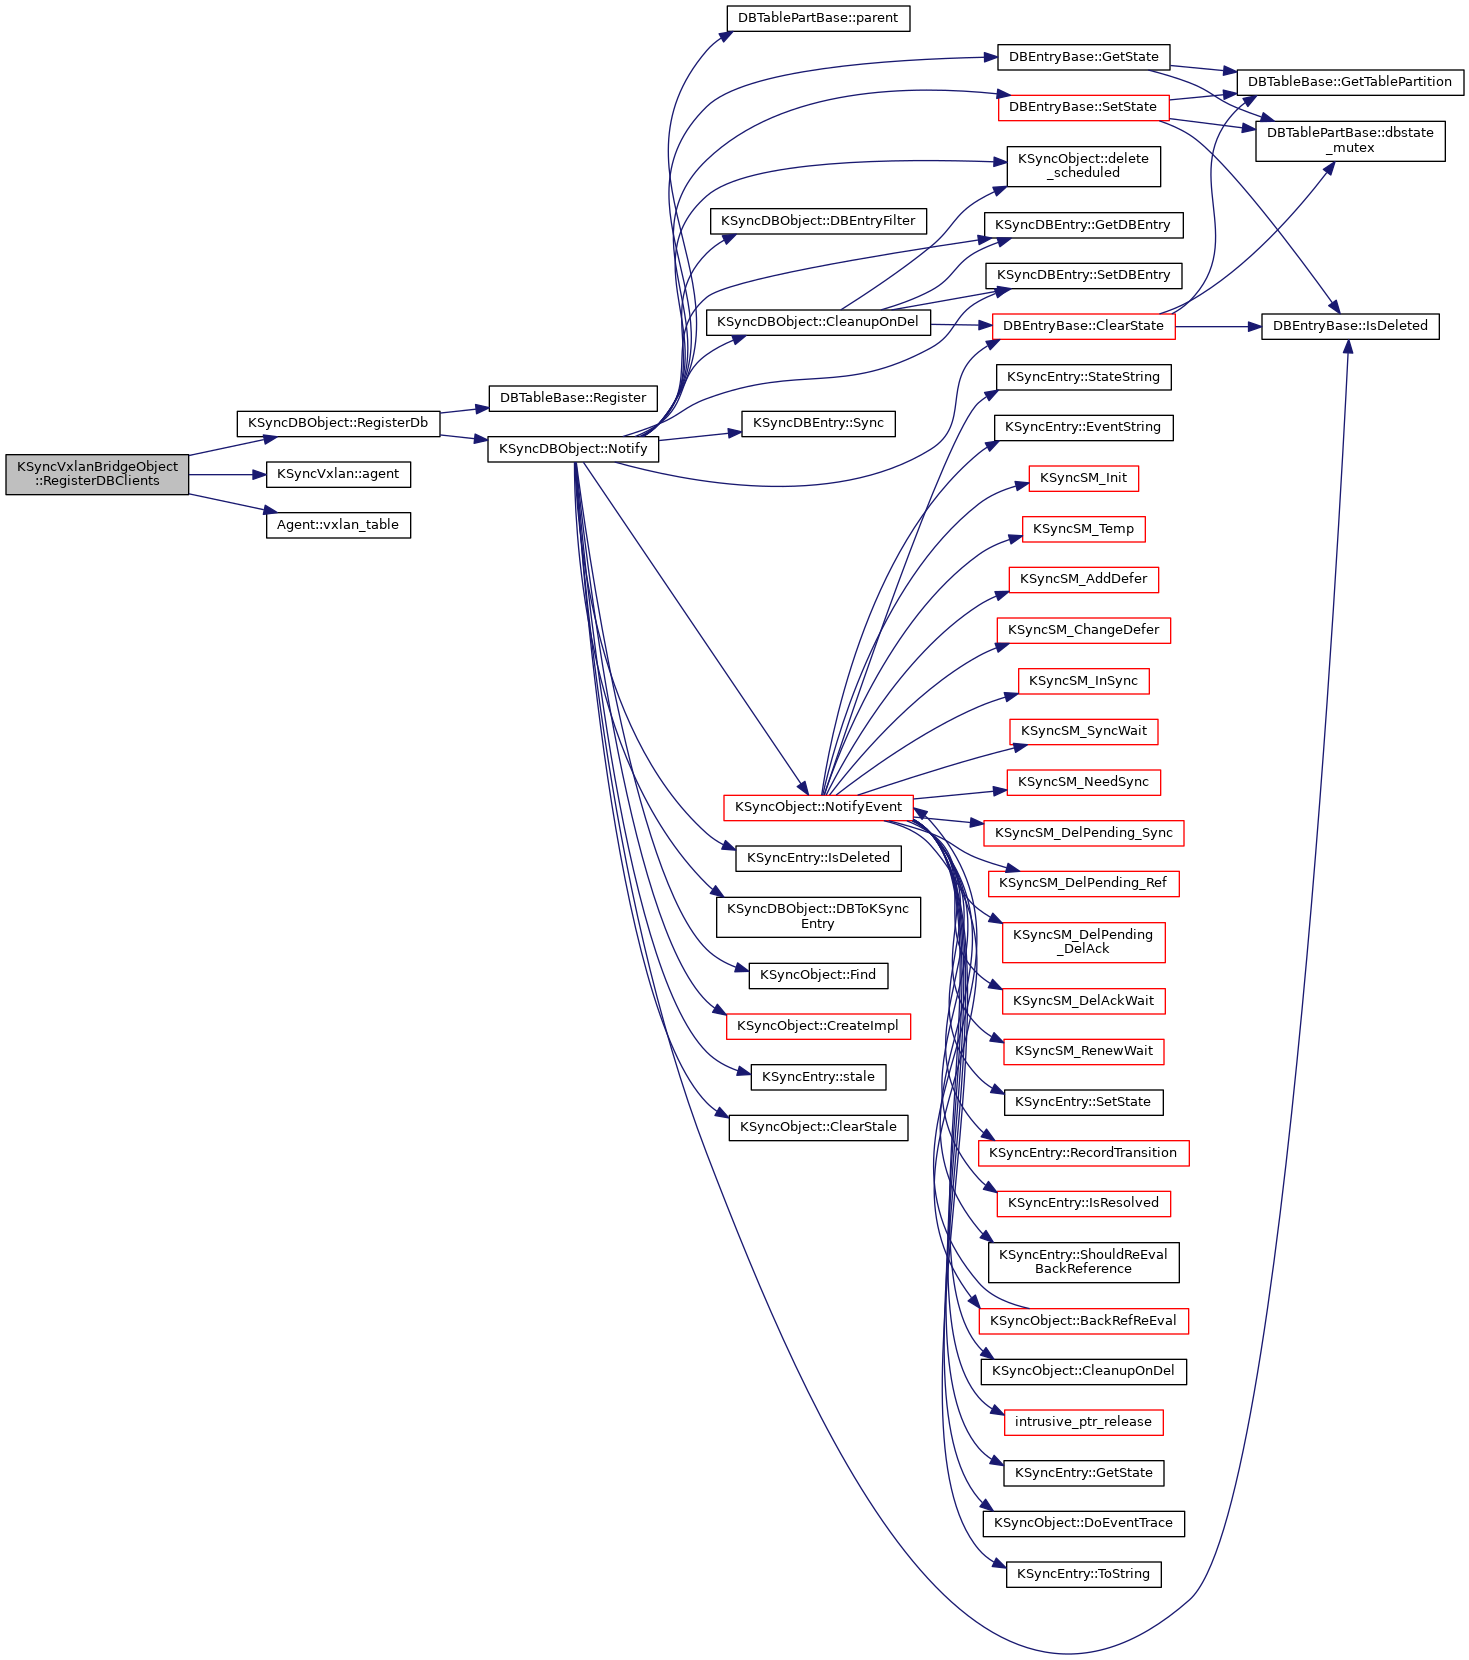 DBTablePartBase::parent
DBEntryBase::GetState
DBTableBase::GetTablePartition
DBEntryBase::SetState
DBTablePartBase::dbstate
_mutex
KSyncObject::delete
_scheduled
KSyncDBObject::DBEntryFilter
KSyncDBEntry::GetDBEntry
KSyncDBEntry::SetDBEntry
KSyncDBObject::CleanupOnDel
DBEntryBase::ClearState
DBEntryBase::IsDeleted
KSyncEntry::StateString
DBTableBase::Register
KSyncDBObject::RegisterDb
KSyncDBEntry::Sync
KSyncEntry::EventString
KSyncDBObject::Notify
KSyncVxlanBridgeObject
::RegisterDBClients
KSyncVxlan::agent
KSyncSM_Init
Agent::vxlan_table
KSyncSM_Temp
KSyncSM_AddDefer
KSyncSM_ChangeDefer
KSyncSM_InSync
KSyncSM_SyncWait
KSyncSM_NeedSync
KSyncObject::NotifyEvent
KSyncSM_DelPending_Sync
KSyncEntry::IsDeleted
KSyncSM_DelPending_Ref
KSyncDBObject::DBToKSync
Entry
KSyncSM_DelPending
_DelAck
KSyncObject::Find
KSyncSM_DelAckWait
KSyncObject::CreateImpl
KSyncSM_RenewWait
KSyncEntry::stale
KSyncEntry::SetState
KSyncObject::ClearStale
KSyncEntry::RecordTransition
KSyncEntry::IsResolved
KSyncEntry::ShouldReEval
BackReference
KSyncObject::BackRefReEval
KSyncObject::CleanupOnDel
intrusive_ptr_release
KSyncEntry::GetState
KSyncObject::DoEventTrace
KSyncEntry::ToString